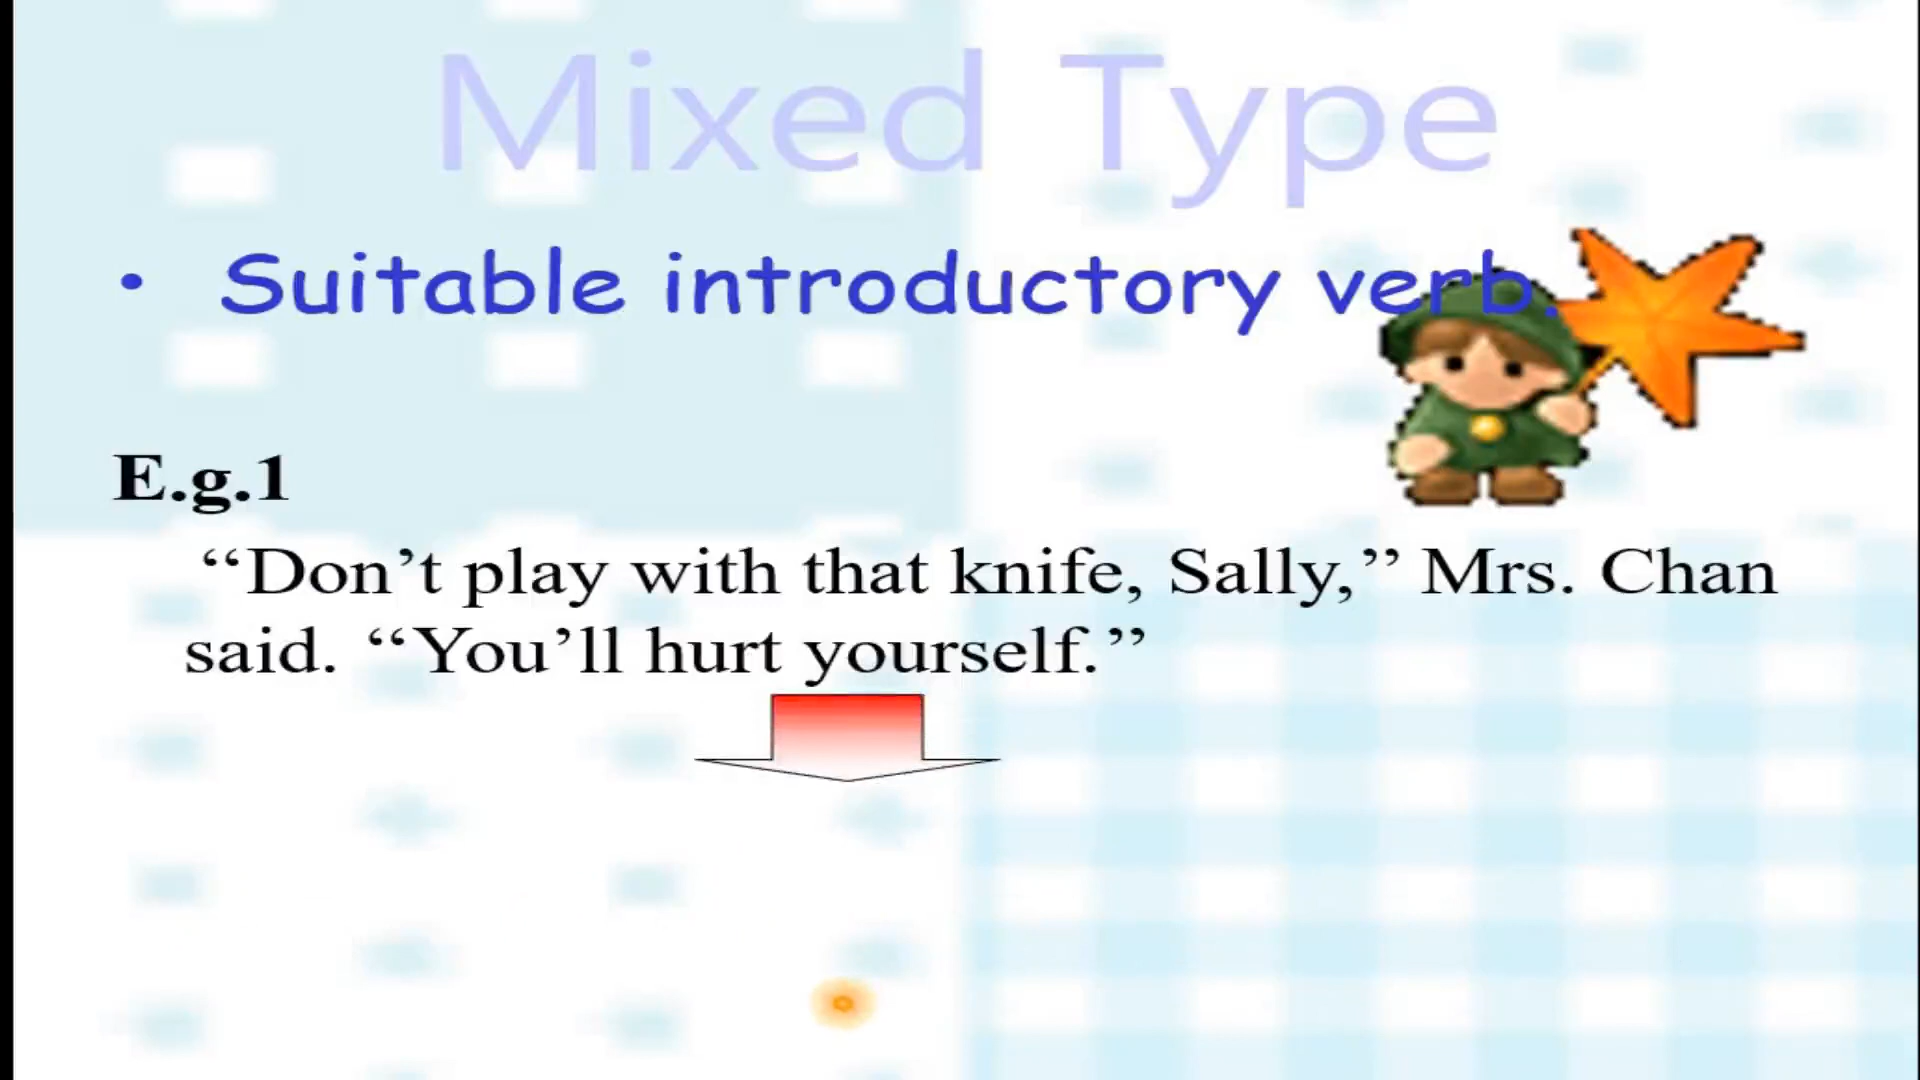 Mixed Type
• Suitable introductory verb.
E.g.1
“Don’t play with that knife, Sally,” Mrs. Chan
said. “You’ll hurt yourself.”